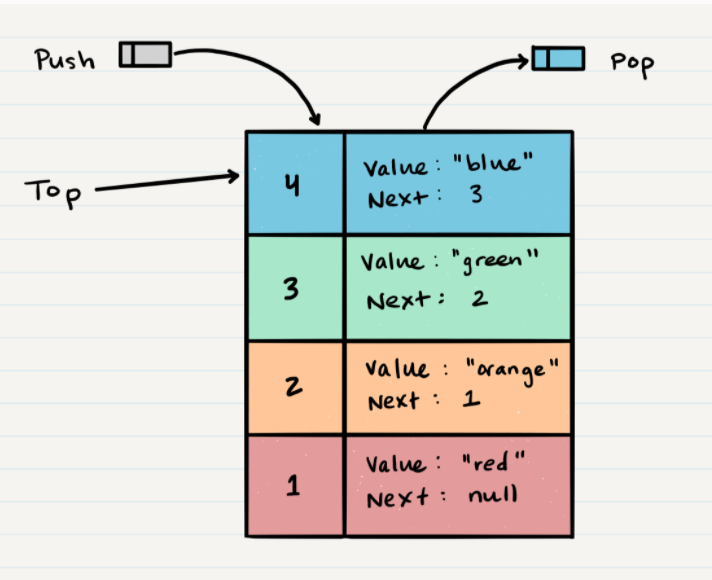 Push
Pop
Top
4
Value : "blue"
Next : 3
3
Value : "green"
Next : 2
2
Value : "orange"
Next : 1
1
Value : "red"
Next : null